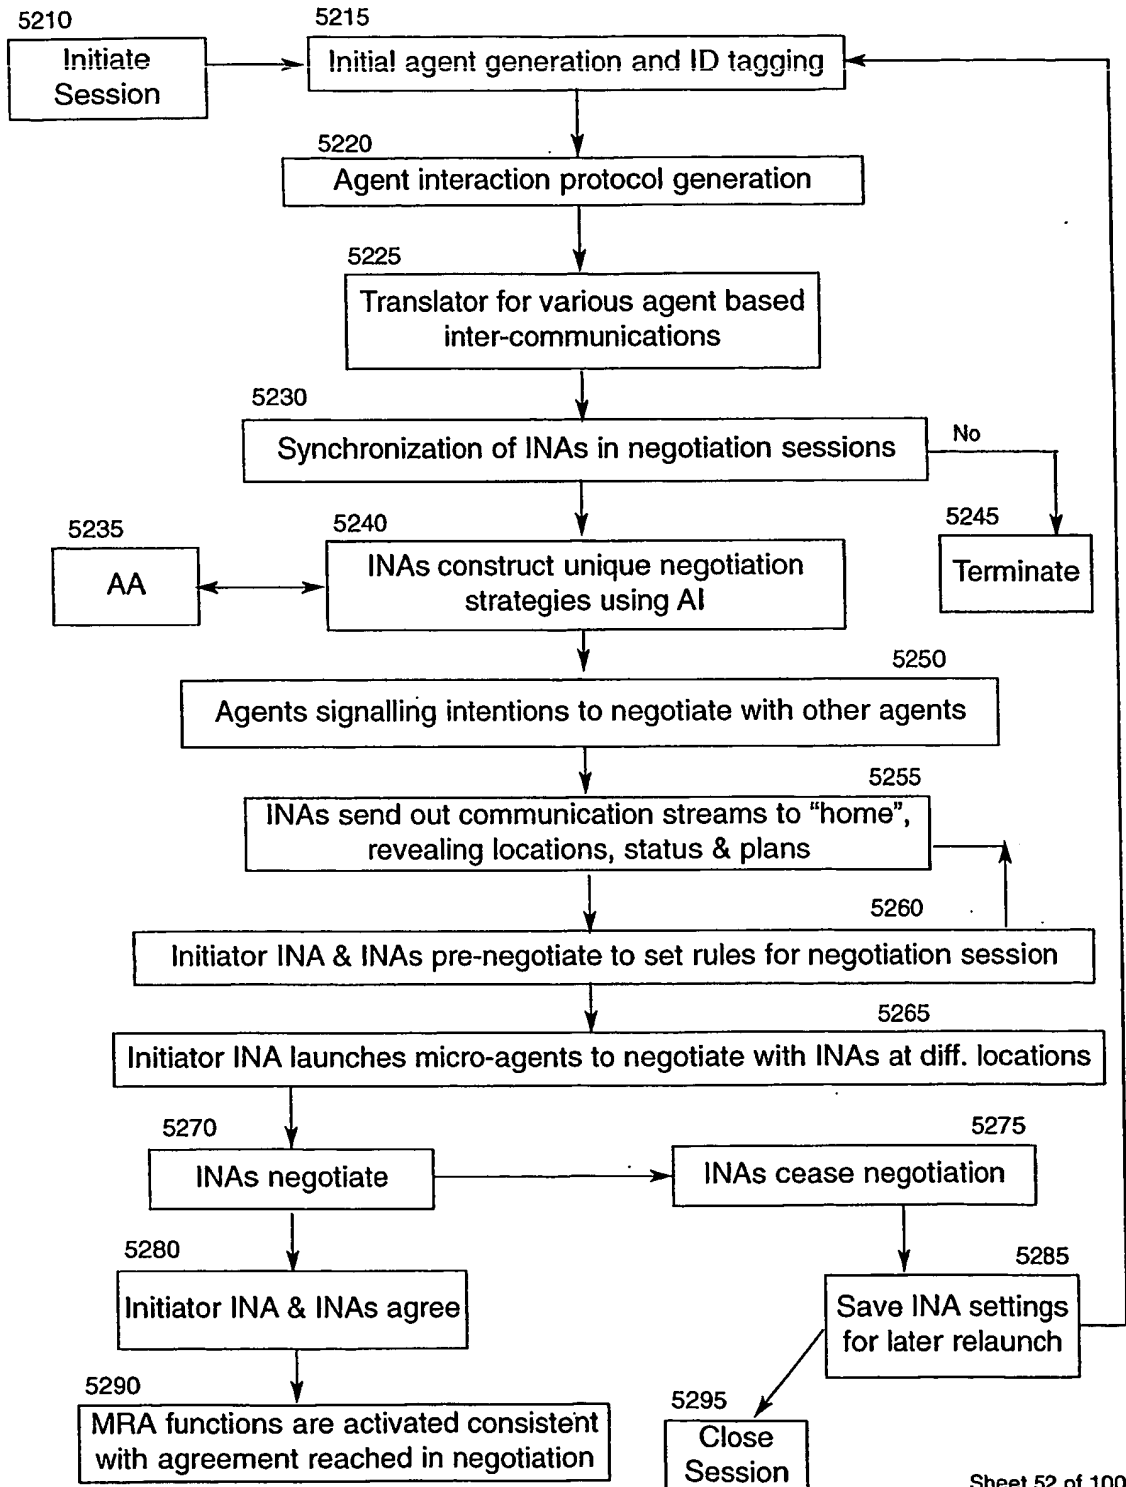 5210
Initiate
Session
5215
Initial agent generation and ID tagging
5220
Agent interaction protocol generation
5225
Translator for various agent based
inter-communications
5230
Synchronization of INAs in negotiation sessions
No
5235
AA
5240
INAs construct unique negotiation
strategies using AI
5245
Terminate
5250
Agents signalling intentions to negotiate with other agents
5255
INAs send out communication streams to “home”,
revealing locations, status & plans
5260
Initiator INA & INAs pre-negotiate to set rules for negotiation session
5265
Initiator INA launches micro-agents to negotiate with INAs at diff. locations
5270
INAs negotiate
5275
INAs cease negotiation
5280
Initiator INA & INAs agree
5285
Save INA settings
for later relaunch
5290
MRA functions are activated consistent
with agreement reached in negotiation
5295
Close
Session
Sheet 52 of 100